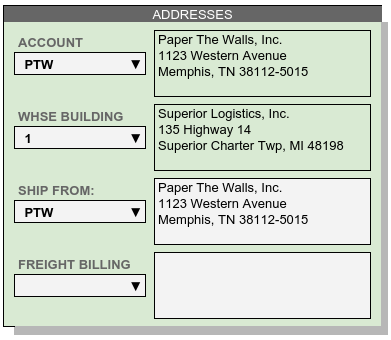 ADDRESSES
ACCOUNT
PTW
Paper The Walls, Inc.
1123 Western Avenue
Memphis, TN 38112-5015
WHSE BUILDING
1
Superior Logistics, Inc.
135 Highway 14
Superior Charter Twp, MI 48198
SHIP FROM:
PTW
Paper The Walls, Inc.
1123 Western Avenue
Memphis, TN 38112-5015
FREIGHT BILLING